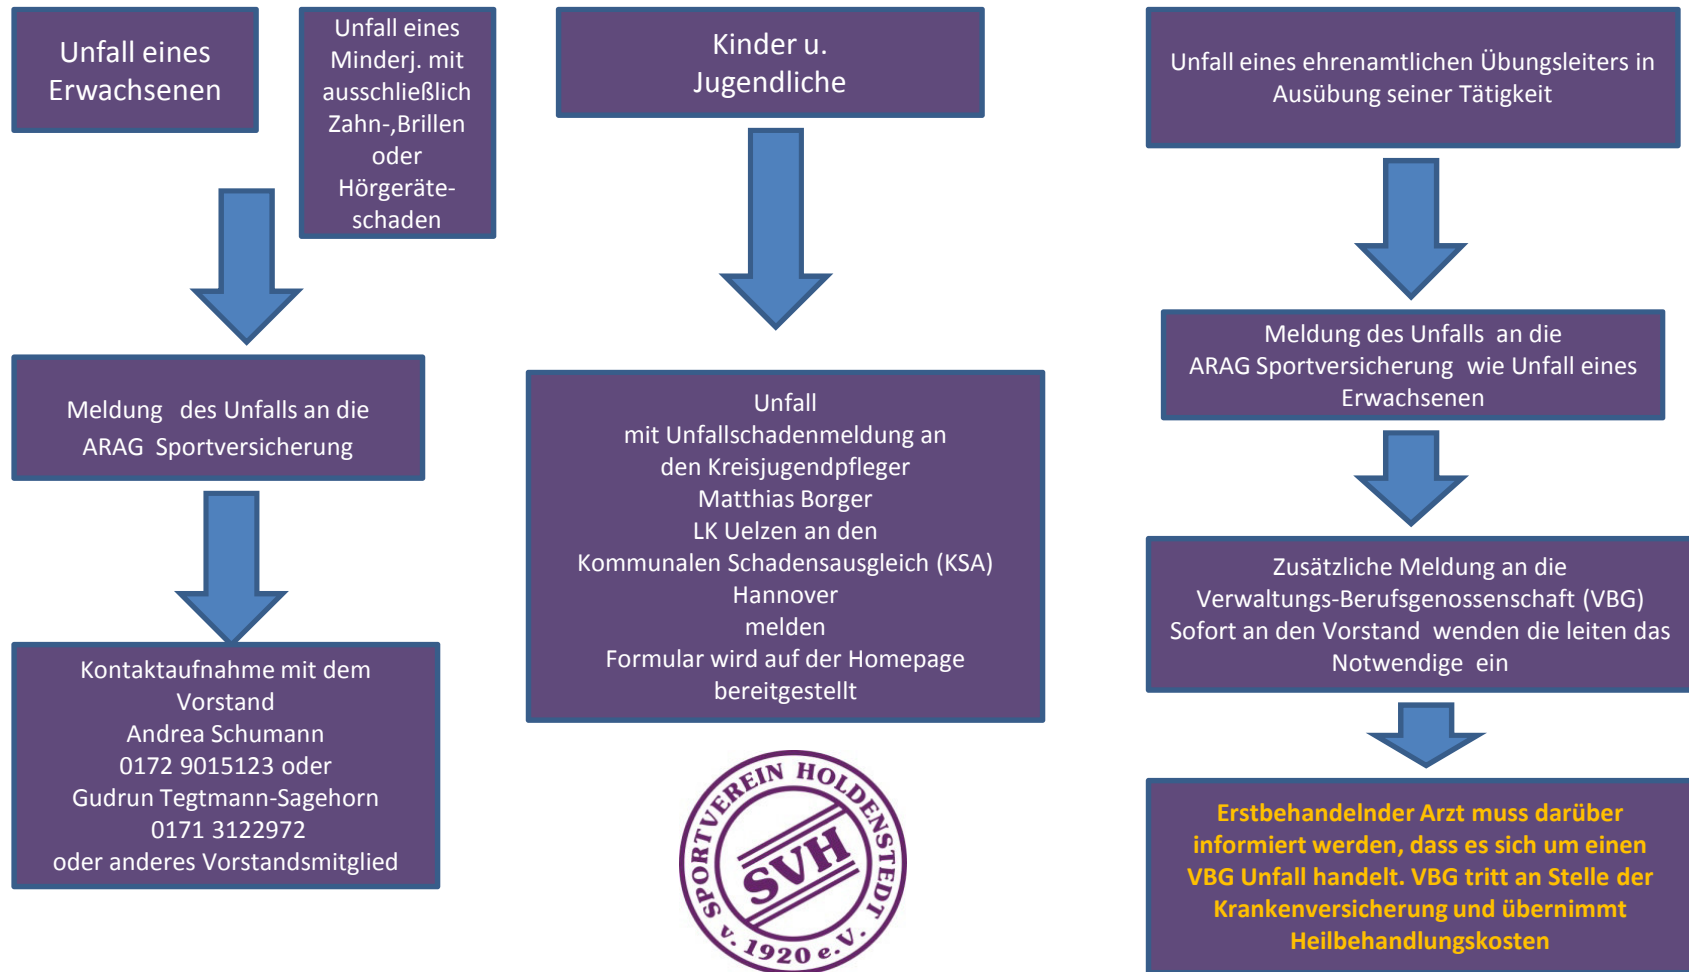 Unfall eines
Erwachsenen
Unfall eines
Minderj. mit
ausschließlich
Zahn-,Brillen
oder
Hörgeräte-
schaden
Meldung des Unfalls an die
ARAG Sportversicherung
Kontaktaufnahme mit dem
Vorstand
Andrea Schumann
0172 9015123 oder
Gudrun Tegtmann-Sagehorn
0171 3122972
oder anderes Vorstandsmitglied
Kinder u.
Jugendliche
Unfall
mit Unfallschadenmeldung an
den Kreisjugendpfleger
Matthias Borger
LK Uelzen an den
Kommunalen Schadensausgleich (KSA)
Hannover
melden
Formular wird auf der Homepage
bereitgestellt
SPORTVEREIN HOLDENSTEDT
SVH
v. 1920 e.V.
Unfall eines ehrenamtlichen Übungsleiters in
Ausübung seiner Tätigkeit
Meldung des Unfalls an die
ARAG Sportversicherung wie Unfall eines
Erwachsenen
Zusätzliche Meldung an die
Verwaltungs-Berufsgenossenschaft (VBG)
Sofort an den Vorstand wenden die leiten das
Notwendige ein
Erstbehandelnder Arzt muss darüber
informiert werden, dass es sich um einen
VBG Unfall handelt. VBG tritt an Stelle der
Krankenversicherung und übernimmt
Heilbehandlungskosten